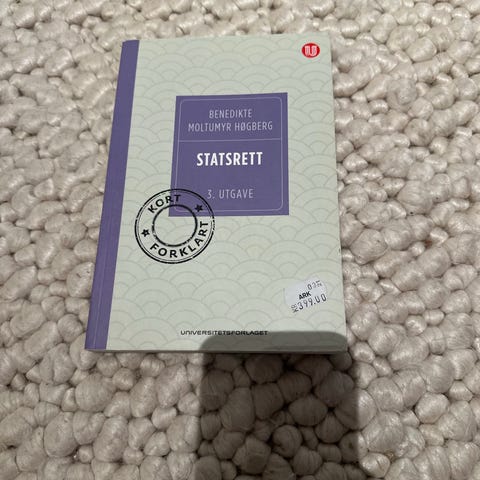 BENEDIKTE
MOLTUMYR HØGBERG
STATSRETT
3. UTGAVE
KORT
FORKLART
UNIVERSITETSFORLAGET
ARK
399.00